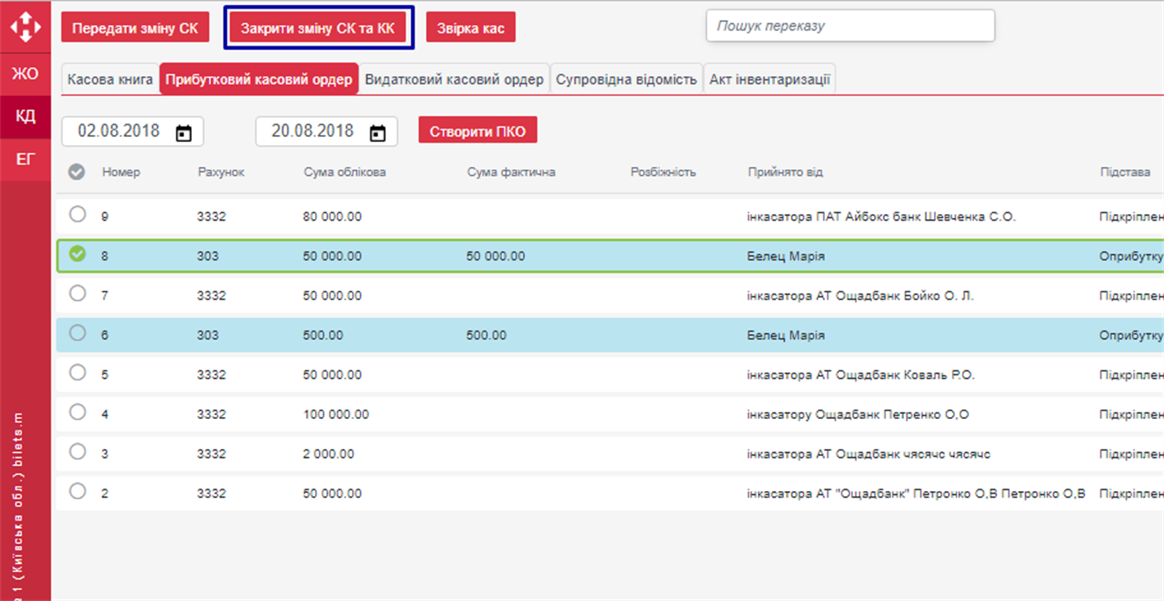 Передати зміну СК Закрити зміну СК та КК Звірка кас Пошук переказу
ЖО
КД
ЕГ
Касова книга Прибутковий касовий ордер Видатковий касовий ордер Супровідна відомість Акт інвентаризації
02.08.2018 20.08.2018 Створити ПКО
Номер Рахунок Сума облікова Сума фактична Розбіжність Прийнято від Підстава
9 3332 80 000.00 інкасатора ПАТ Айбокс банк Шевченка С.О. Підкріплен
8 303 50 000.00 50 000.00 Белец Марія Оприбутку
7 3332 50 000.00 інкасатора АТ Ощадбанк Бойко О. Л. Підкріплен
6 303 500.00 500.00 Белец Марія Оприбутку
5 3332 50 000.00 інкасатора АТ Ощадбанк Коваль Р.О. Підкріплен
4 3332 100 000.00 інкасатору Ощадбанк Петренко О,О Підкріплен
3 3332 2 000.00 інкасатора АТ Ощадбанк чясячс чясячс Підкріплен
2 3332 50 000.00 інкасатора АТ "Ощадбанк" Петронко О,В Петронко О,В Підкріплен
1 (Київська обл.) bilets.m